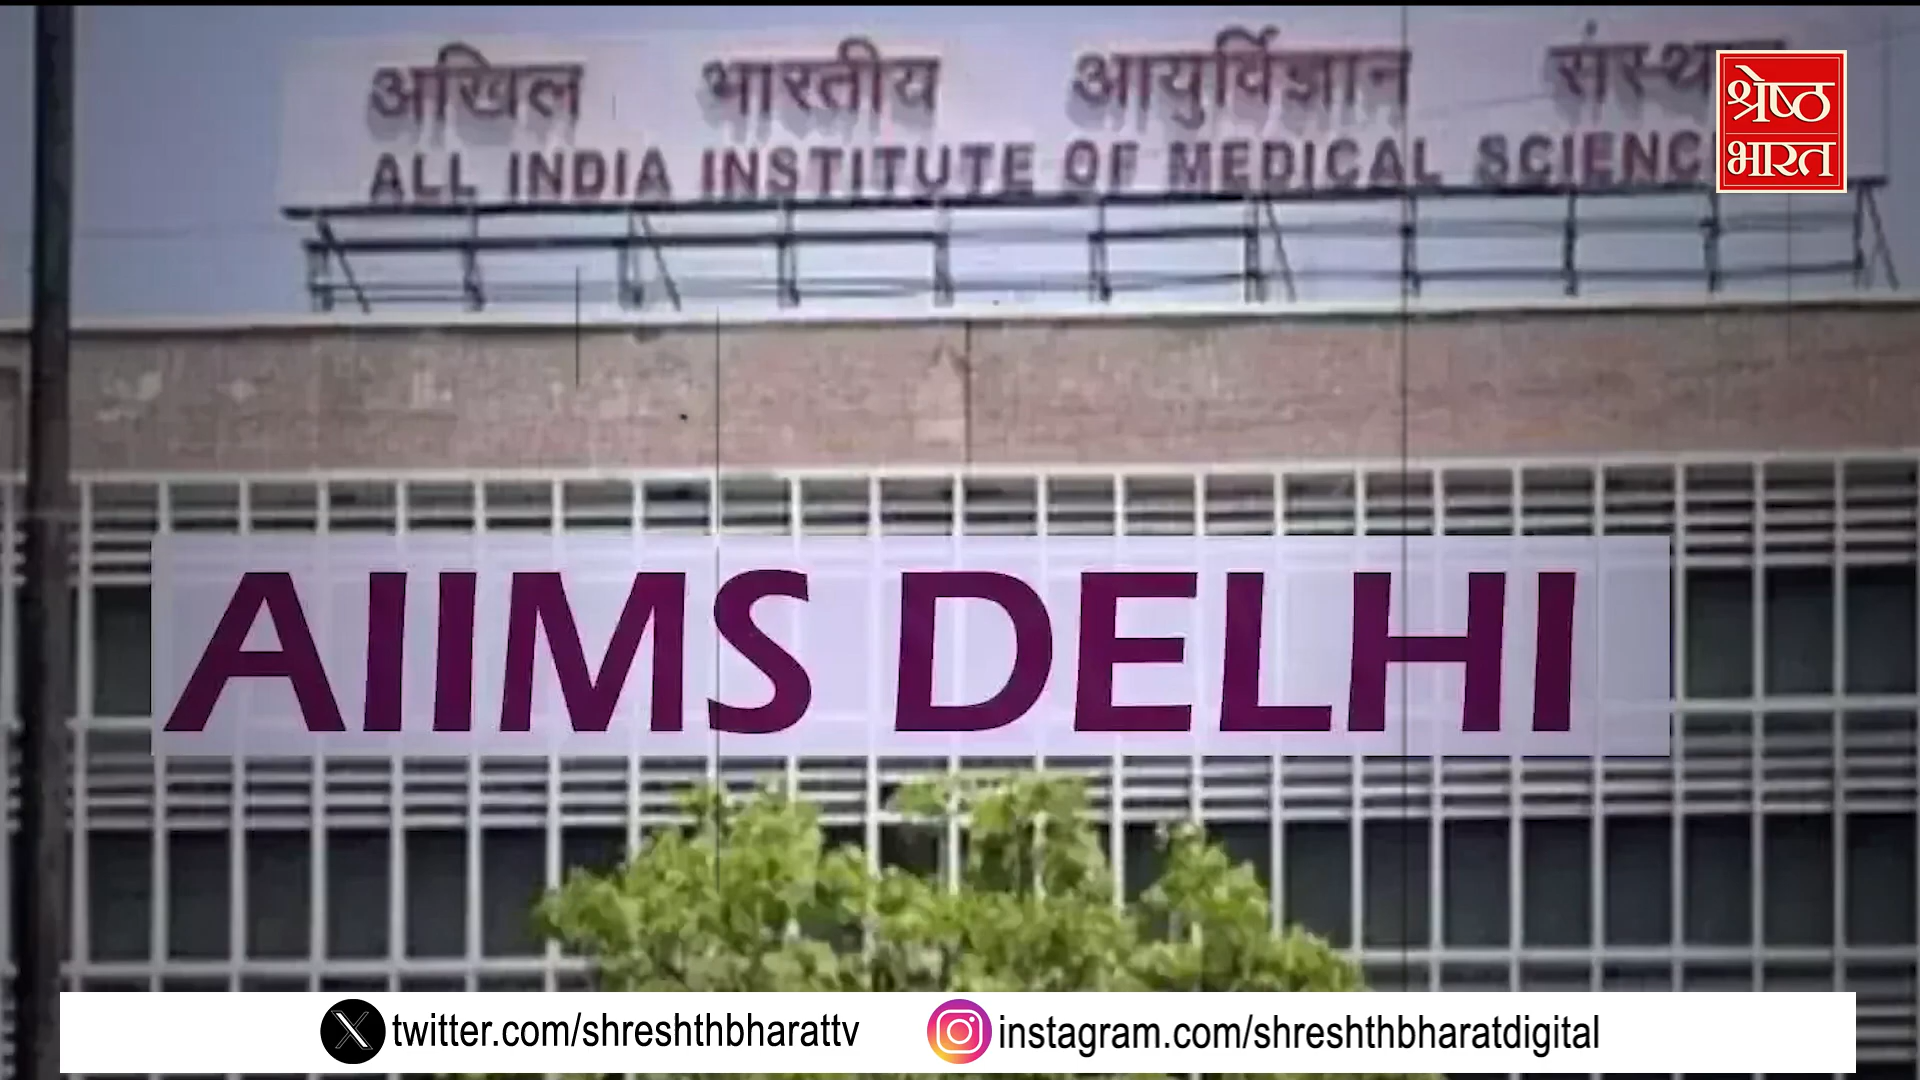 अखिल भारतीय आयुर्विज्ञान
ALL INDIA INSTITUTE OF MEDICAL
श्रेष्ठ
भारत
AIIMS DELHI
twitter.com/shreshthbharattv
instagram.com/shreshthbharatdigital